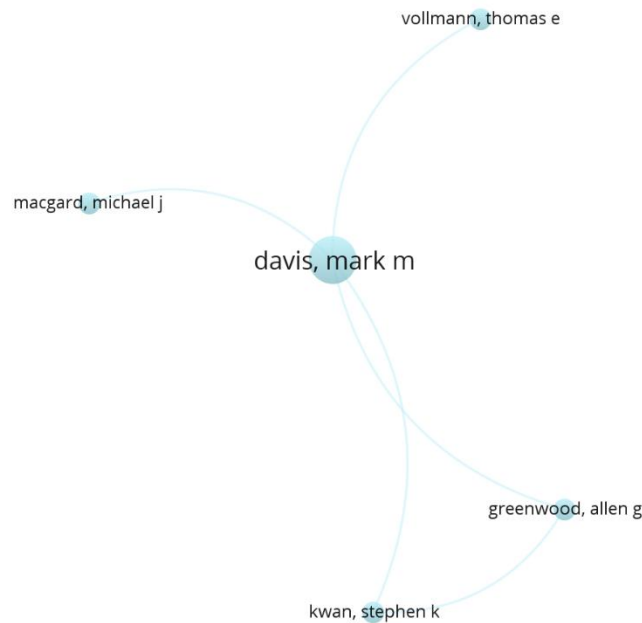 vollmann, thomas e
macgard, michael j
davis, mark m
greenwood, allen g
kwan, stephen k